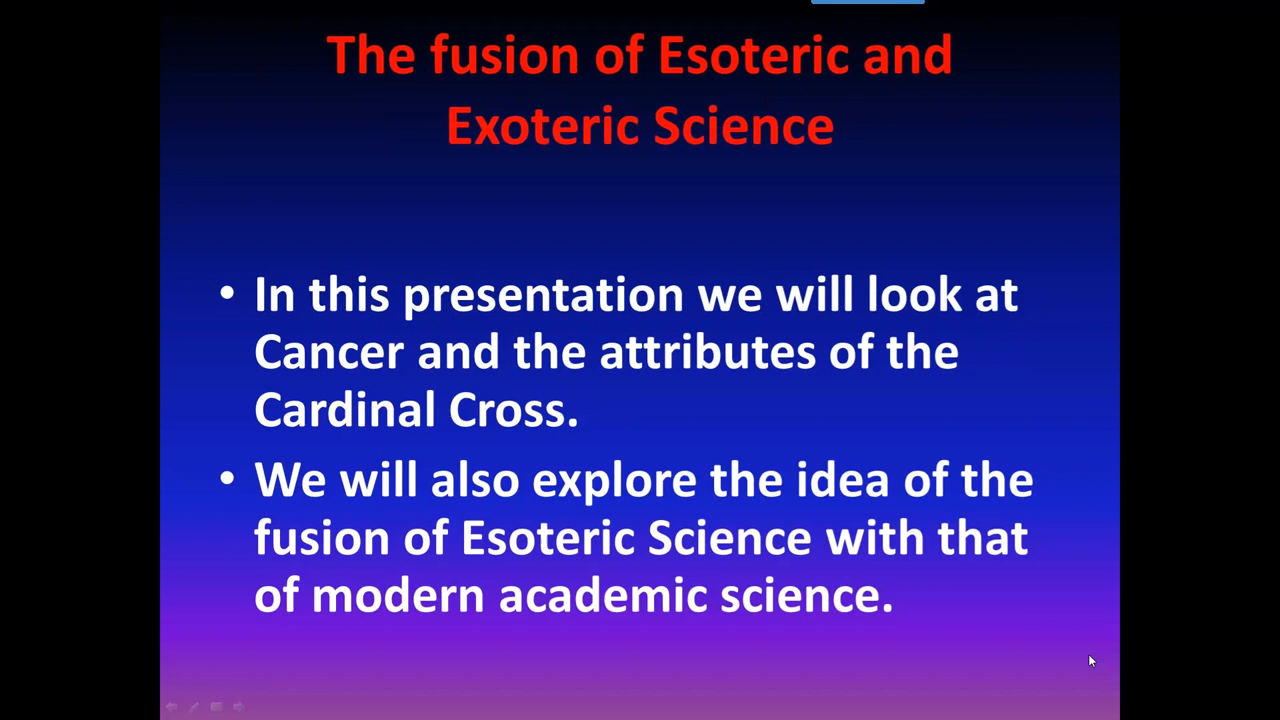 The fusion of Esoteric and
Exoteric Science
• In this presentation we will look at
Cancer and the attributes of the
Cardinal Cross.
• We will also explore the idea of the
fusion of Esoteric Science with that
of modern academic science.